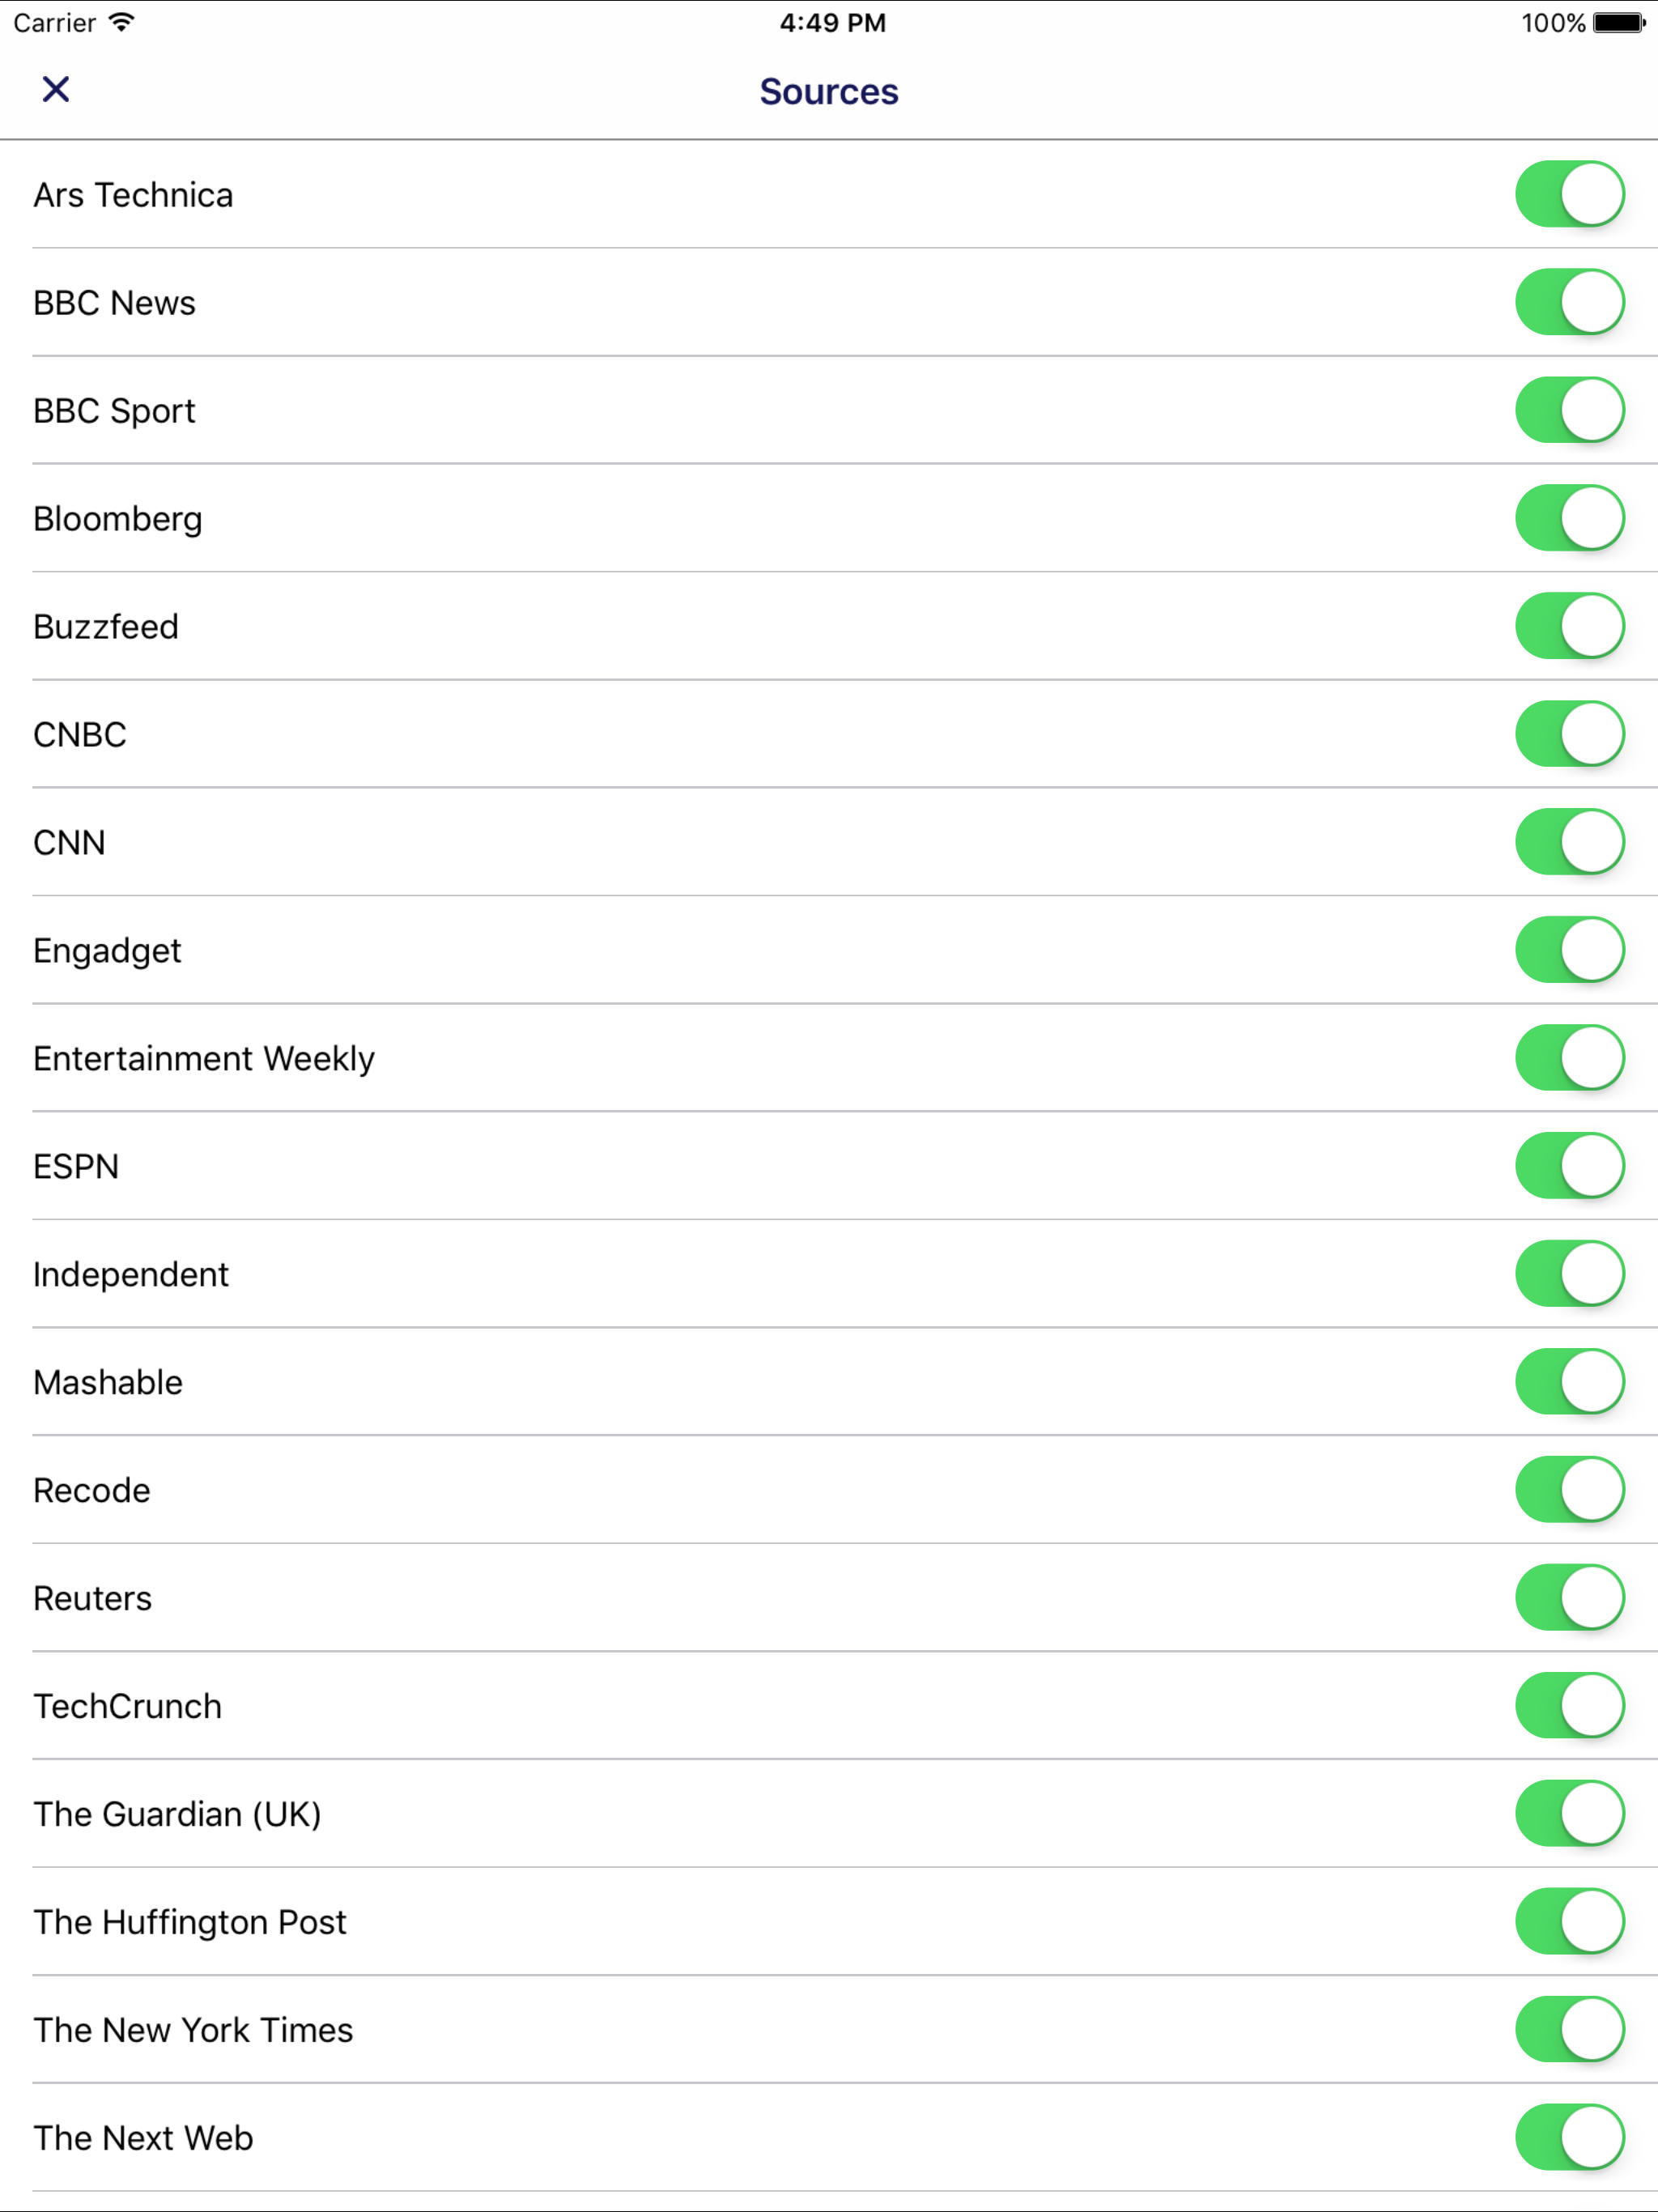 Carrier 4:49 PM 100%
Sources
Ars Technica
BBC News
BBC Sport
Bloomberg
Buzzfeed
CNBC
CNN
Engadget
Entertainment Weekly
ESPN
Independent
Mashable
Recode
Reuters
TechCrunch
The Guardian (UK)
The Huffington Post
The New York Times
The Next Web